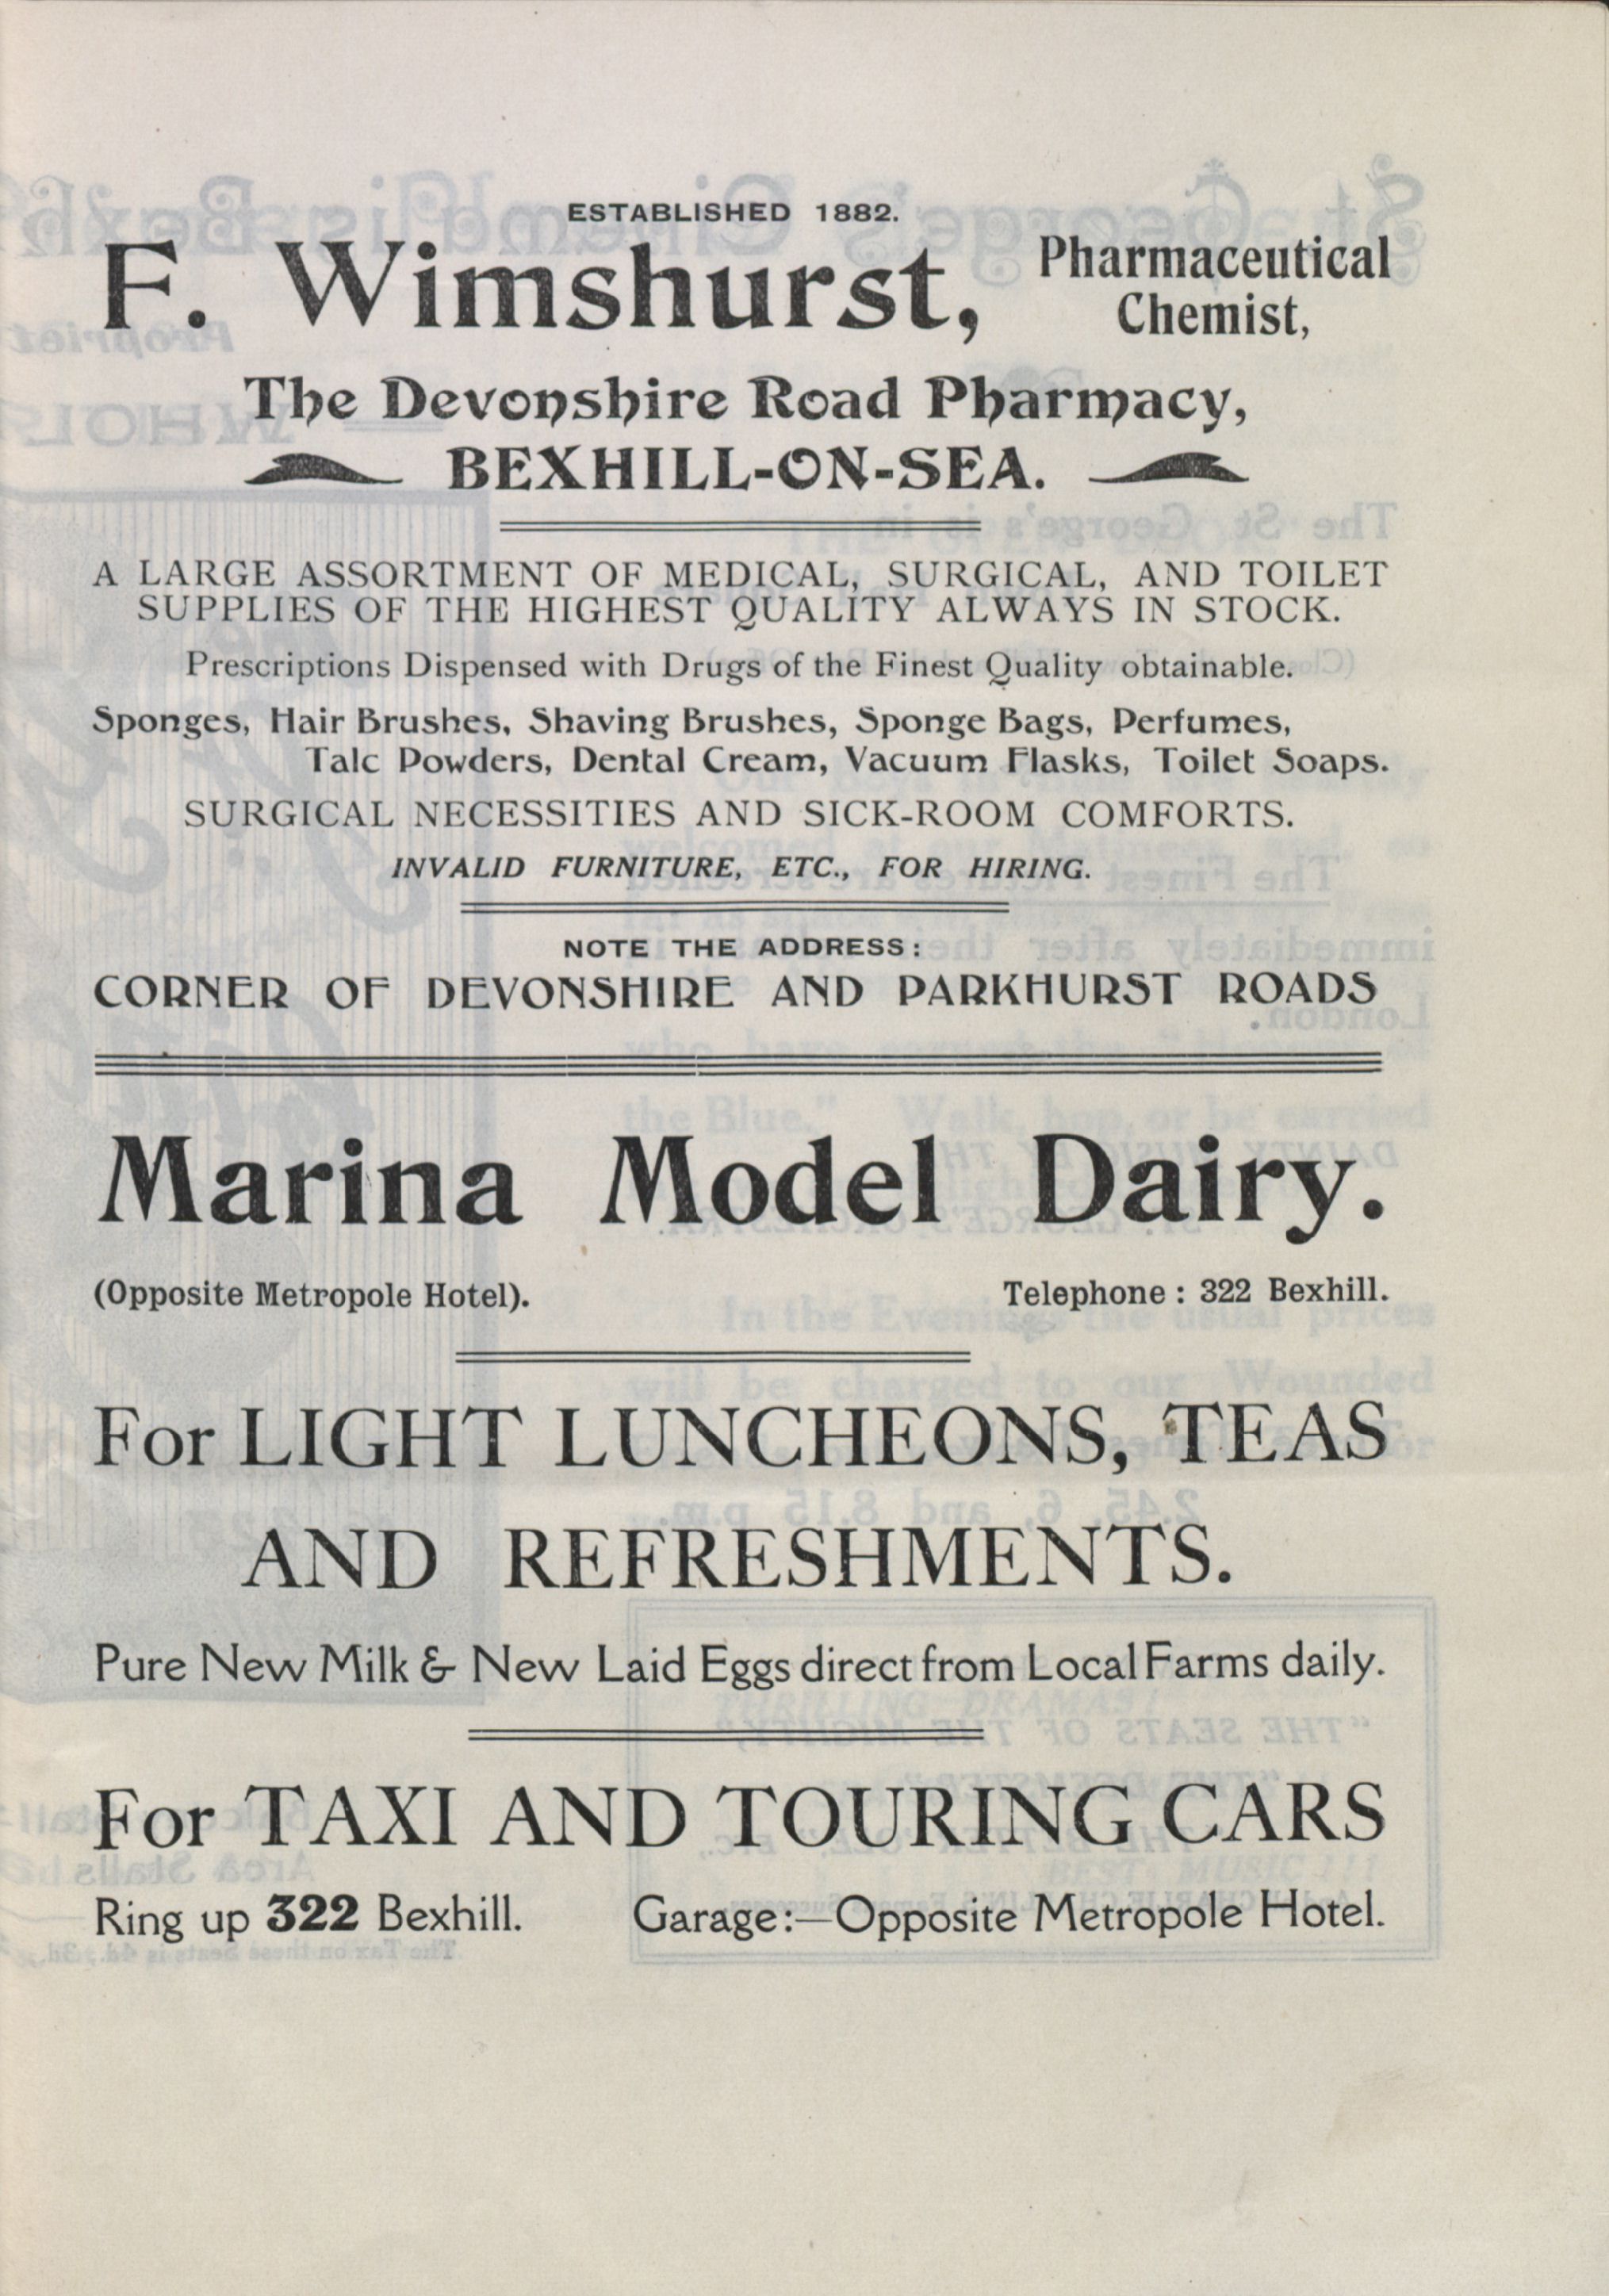 ESTABLISHED 1882.
F. Wimshurst, Pharmaceutical Chemist,
The Devonshire Road Pharmacy,
BEXHILL-ON-SEA.
A LARGE ASSORTMENT OF MEDICAL, SURGICAL, AND TOILET
SUPPLIES OF THE HIGHEST QUALITY ALWAYS IN STOCK.
Prescriptions Dispensed with Drugs of the Finest Quality obtainable.
Sponges, Hair Brushes, Shaving Brushes, Sponge Bags, Perfumes,
Talc Powders, Dental Cream, Vacuum Flasks, Toilet Soaps.
SURGICAL NECESSITIES AND SICK-ROOM COMFORTS.
INVALID FURNITURE, ETC., FOR HIRING.
NOTE THE ADDRESS:
CORNER OF DEVONSHIRE AND PARKHURST ROADS
Marina Model Dairy.
(Opposite Metropole Hotel). Telephone : 322 Bexhill.
For LIGHT LUNCHEONS, TEAS
AND REFRESHMENTS.
Pure New Milk & New Laid Eggs direct from Local Farms daily.
For TAXI AND TOURING CARS
Ring up 322 Bexhill. Garage:—Opposite Metropole Hotel.